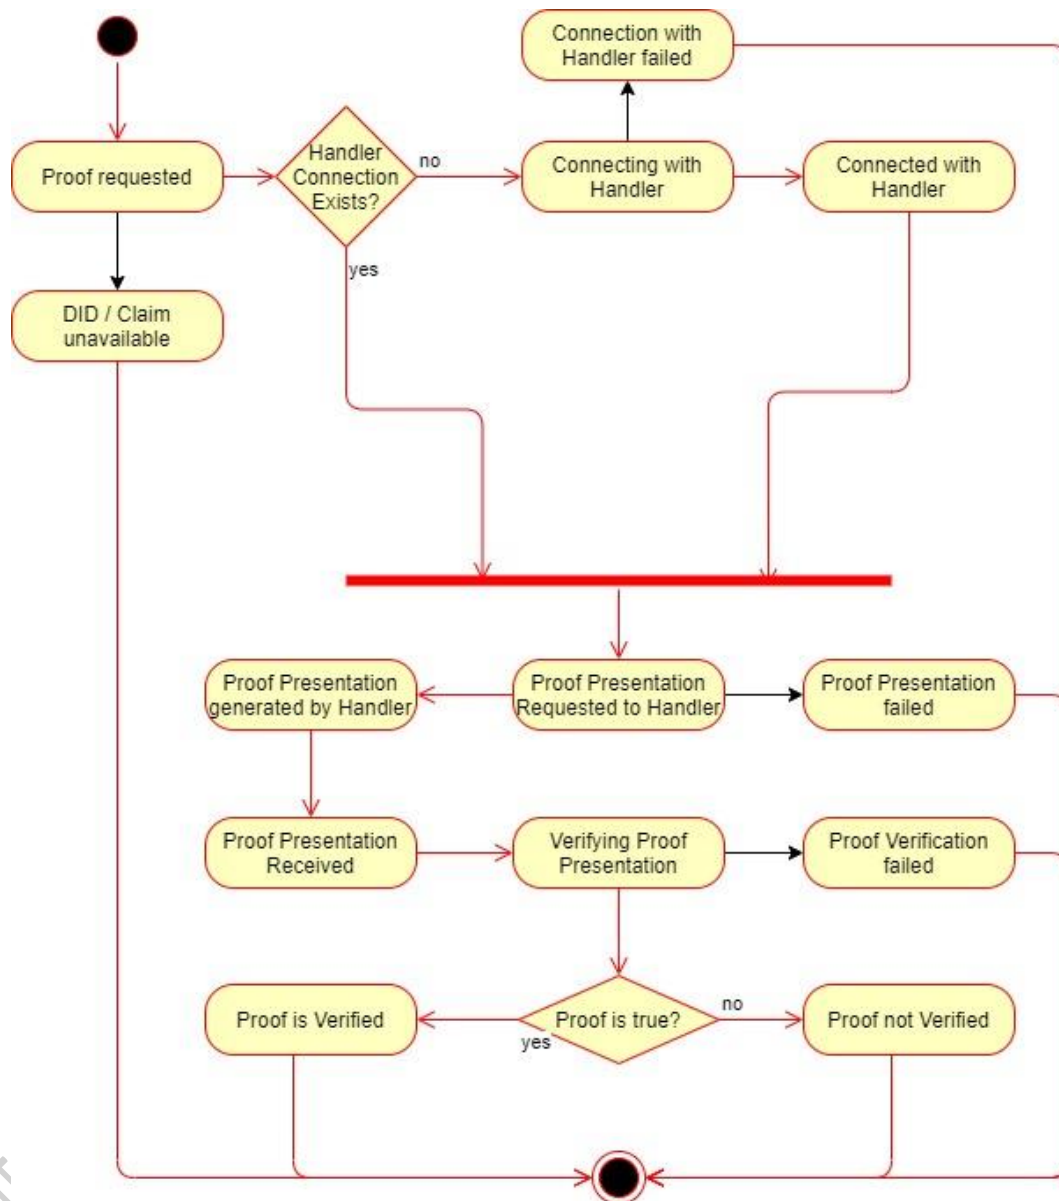 Connection with
Handler failed
Proof requested
Handler
Connection
Exists?
no
Connecting with
Handler
Connected with
Handler
yes
DID / Claim
unavailable
Proof Presentation
generated by Handler
Proof Presentation
Requested to Handler
Proof Presentation
failed
Proof Presentation
Received
Verifying Proof
Presentation
Proof Verification
failed
Proof is Verified
Proof is true?
yes
no
Proof not Verified